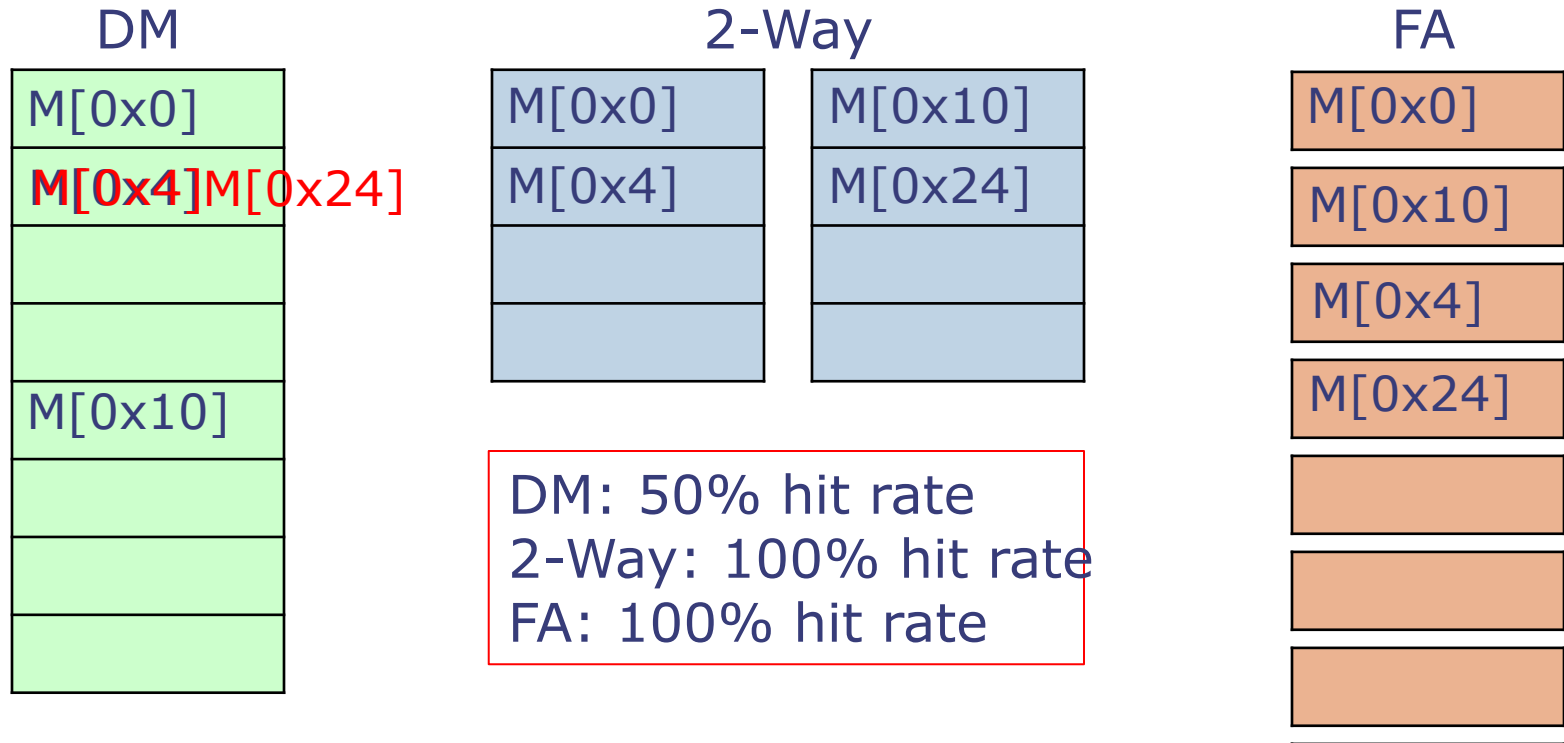 DM
2-Way
FA
M[0x0]
M[0x4] M[0x24]
M[0x10]
M[0x0]
M[0x10]
M[0x4]
M[0x24]
M[0x0]
M[0x10]
M[0x4]
M[0x24]
DM: 50% hit rate
2-Way: 100% hit rate
FA: 100% hit rate